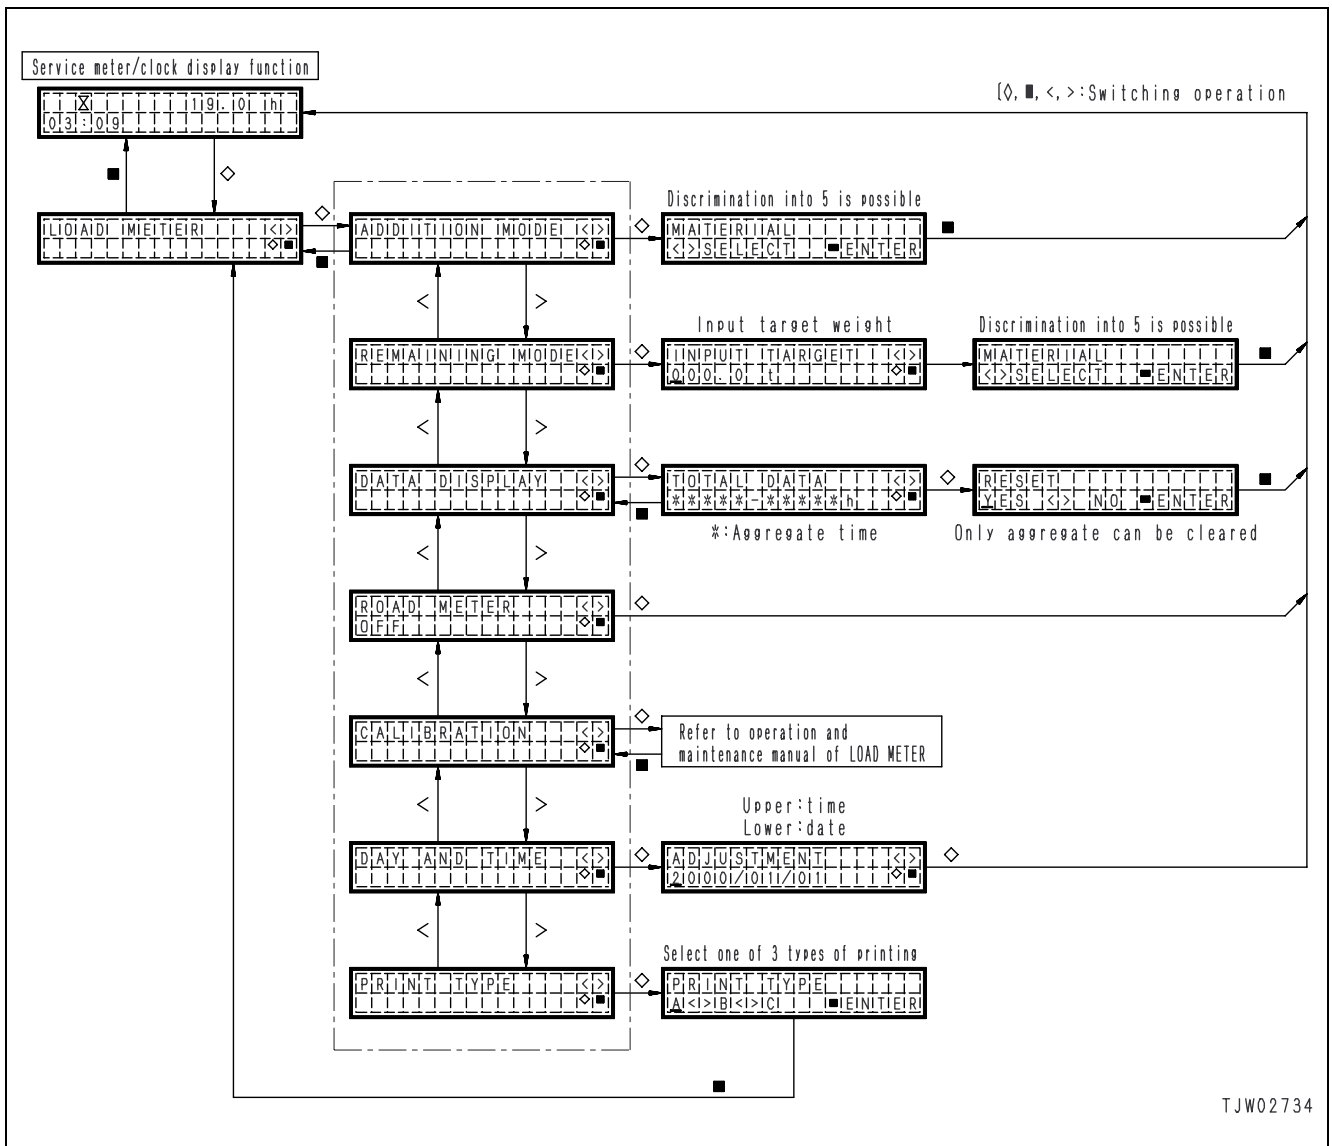 Service meter/clock display function
19.0 h
03:09
[◇, ■, <, >:Switching operation
■
◇
LOAD METER <>
◇■
◇
■
ADDITION MODE <>
◇■
◇
Discrimination into 5 is possible
MATERIAL
<>SELECT ■ENTER
■
<
>
REMAINING MODE<>
◇■
◇
Input target weight
INPUT TARGET <>
000.0 t ◇■
Discrimination into 5 is possible
MATERIAL
<>SELECT ■ENTER
■
<
>
DATA DISPLAY <>
◇■
◇
■
TOTAL DATA <>
*****-*****h ◇■
*:Aggregate time
◇
RESET
YES <> NO ■ENTER
Only aggregate can be cleared
■
<
>
ROAD METER <>
OFF ◇■
◇
<
>
CALIBRATION <>
◇■
◇
■
Refer to operation and
maintenance manual of LOAD METER
<
>
Upper:time
Lower:date
DAY AND TIME <>
◇■
◇
ADJUSTMENT <>
2000/01/01 ◇■
◇
<
>
Select one of 3 types of printing
PRINT TYPE <>
◇■
◇
PRINT TYPE
A<>B<>C ■ENTER
■
TJW02734